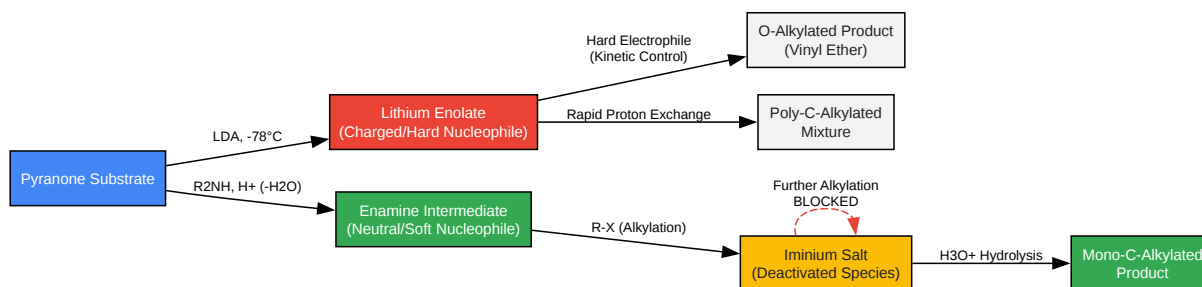 Hard Electrophile
(Kinetic Control)
O-Alkylated Product
(Vinyl Ether)
Lithium Enolate
(Charged/Hard Nucleophile)
Rapid Proton Exchange
Poly-C-Alkylated
Mixture
LDA, -78°C
Pyranone Substrate
R2NH, H+ (-H2O)
Enamine Intermediate
(Neutral/Soft Nucleophile)
R-X (Alkylation)
Further Alkylation
BLOCKED
Iminium Salt
(Deactivated Species)
H3O+ Hydrolysis
Mono-C-Alkylated
Product